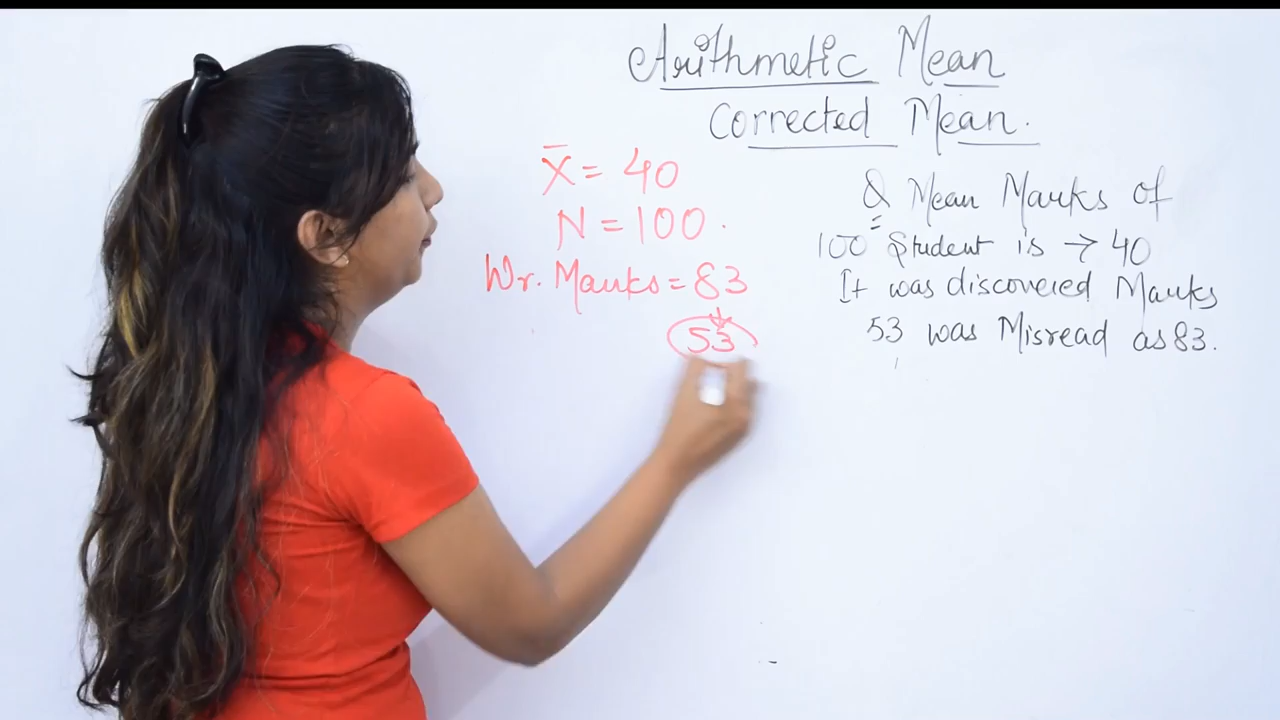 Arithmetic Mean
Corrected Mean.
X̄ = 40
N = 100.
Wr. Marks = 83
53
Q Mean Marks of
100 Student is → 40
It was discovered Marks
53 was Misread as 83.